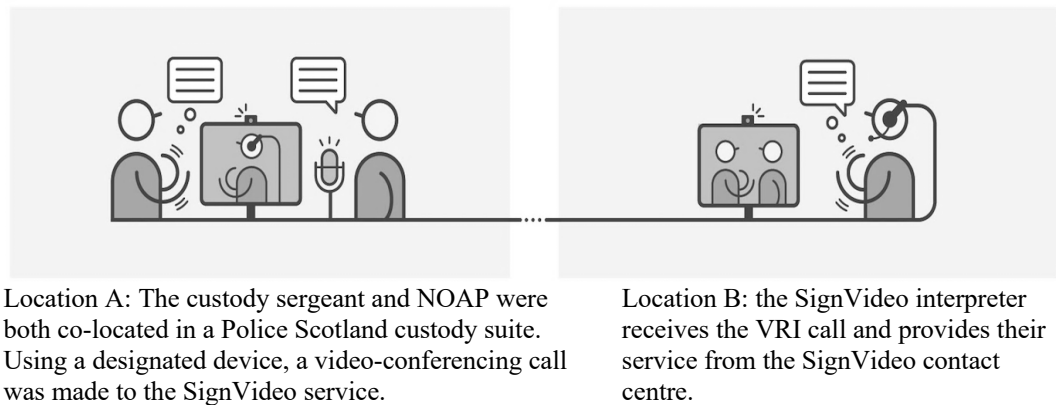 Location A: The custody sergeant and NOAP were
both co-located in a Police Scotland custody suite.
Using a designated device, a video-conferencing call
was made to the SignVideo service.
Location B: the SignVideo interpreter
receives the VRI call and provides their
service from the SignVideo contact
centre.